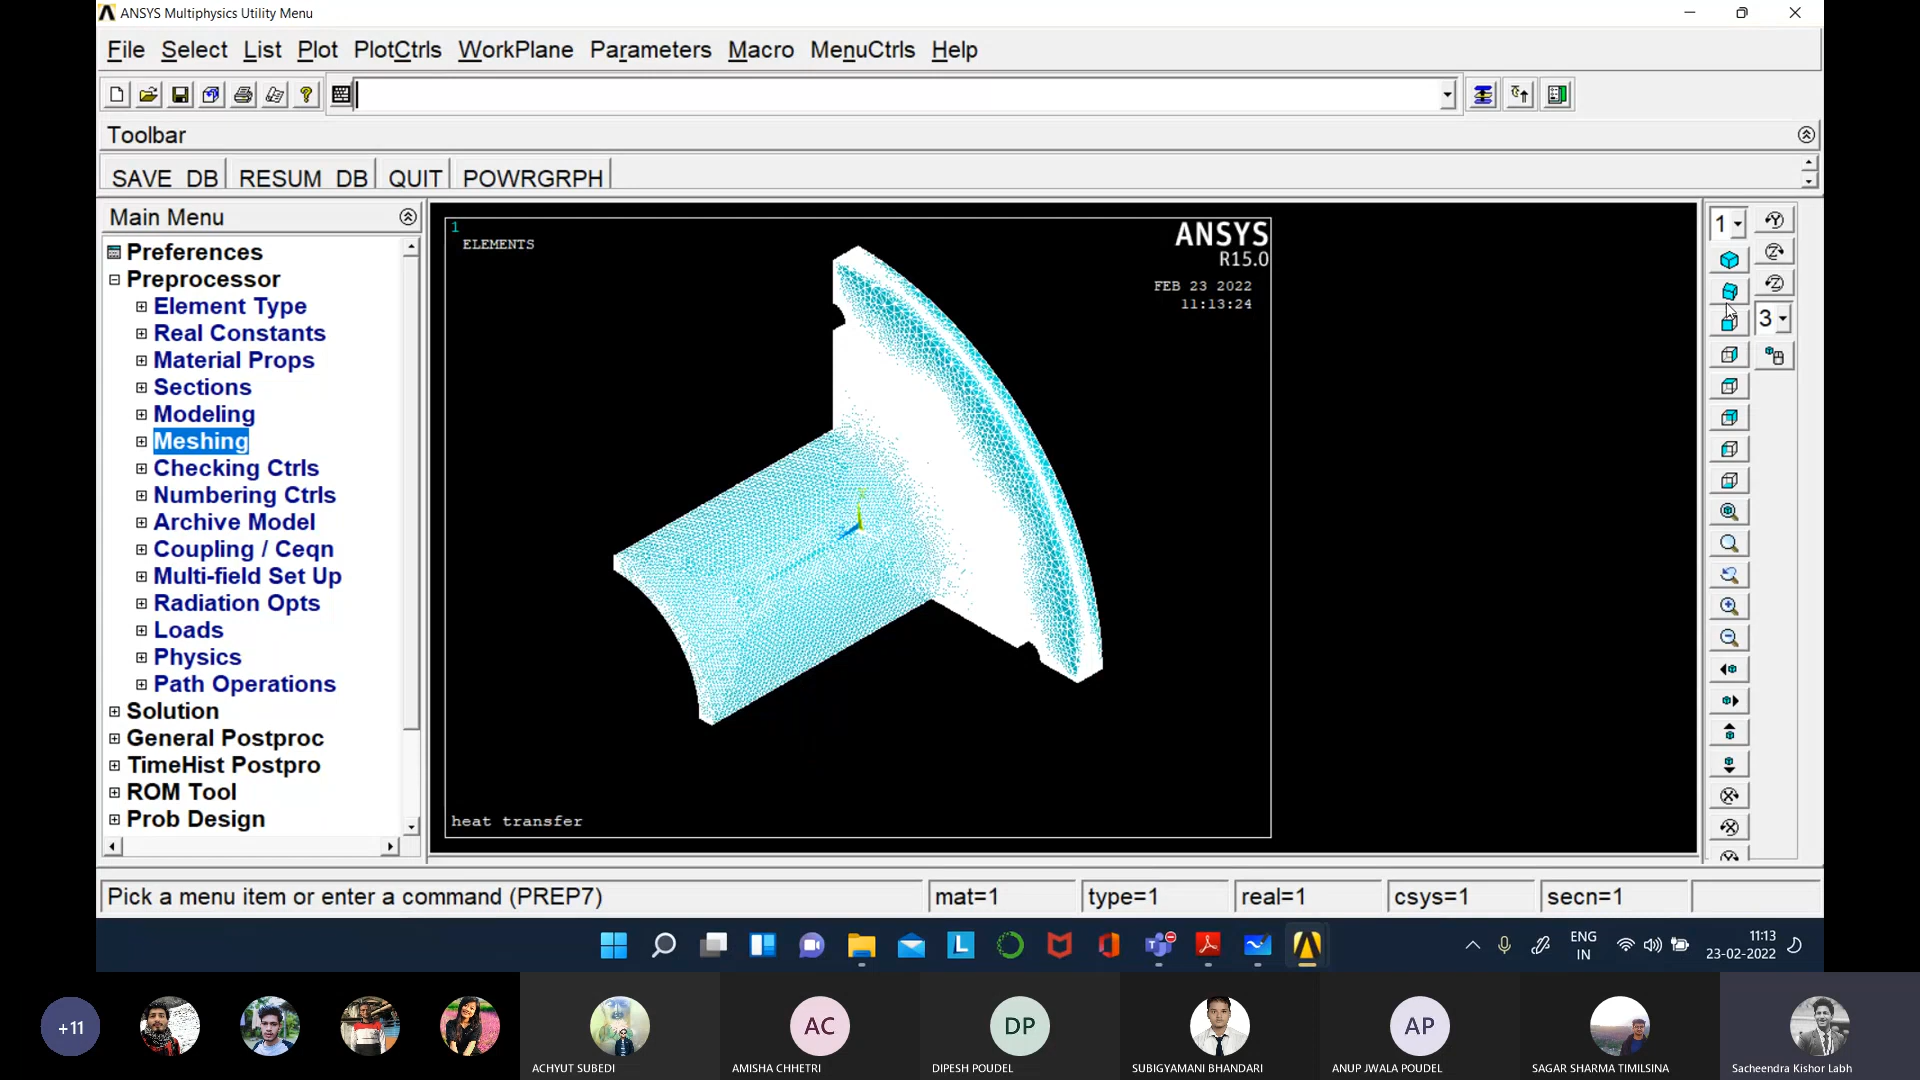 ANSYS Multiphysics Utility Menu
File Select List Plot PlotCtrls WorkPlane Parameters Macro MenuCtrls Help
Toolbar
SAVE_DB RESUM_DB QUIT POWRGRPH
Main Menu
Preferences
Preprocessor
Element Type
Real Constants
Material Props
Sections
Modeling
Meshing
Checking Ctrls
Numbering Ctrls
Archive Model
Coupling / Ceqn
Multi-field Set Up
Radiation Opts
Loads
Physics
Path Operations
Solution
General Postproc
TimeHist Postpro
ROM Tool
Prob Design
1
ELEMENTS
ANSYS
R15.0
FEB 23 2022
11:13:24
heat transfer
1
3
Pick a menu item or enter a command (PREP7) mat=1 type=1 real=1 csys=1 secn=1
ENG
IN
11:13
23-02-2022
+11
AC DP AP
ACHYUT SUBEDI AMISHA CHHETRI DIPESH POUDEL SUBIGYAMANI BHANDARI ANUP JWALA POUDEL SAGAR SHARMA TIMILSINA Sacheendra Kishor Labh